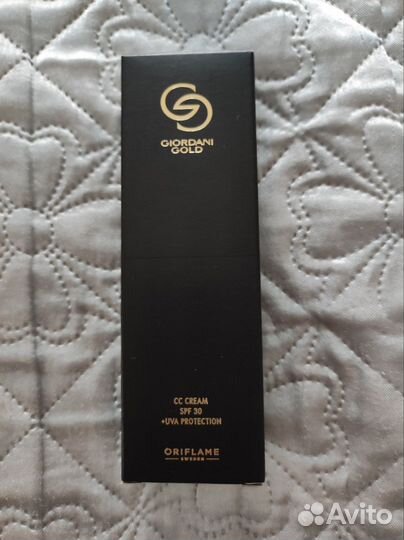 GIORDANI
GOLD
CC CREAM
SPF 30
+UVA PROTECTION
ORIFLAME
SWEDEN
Avito